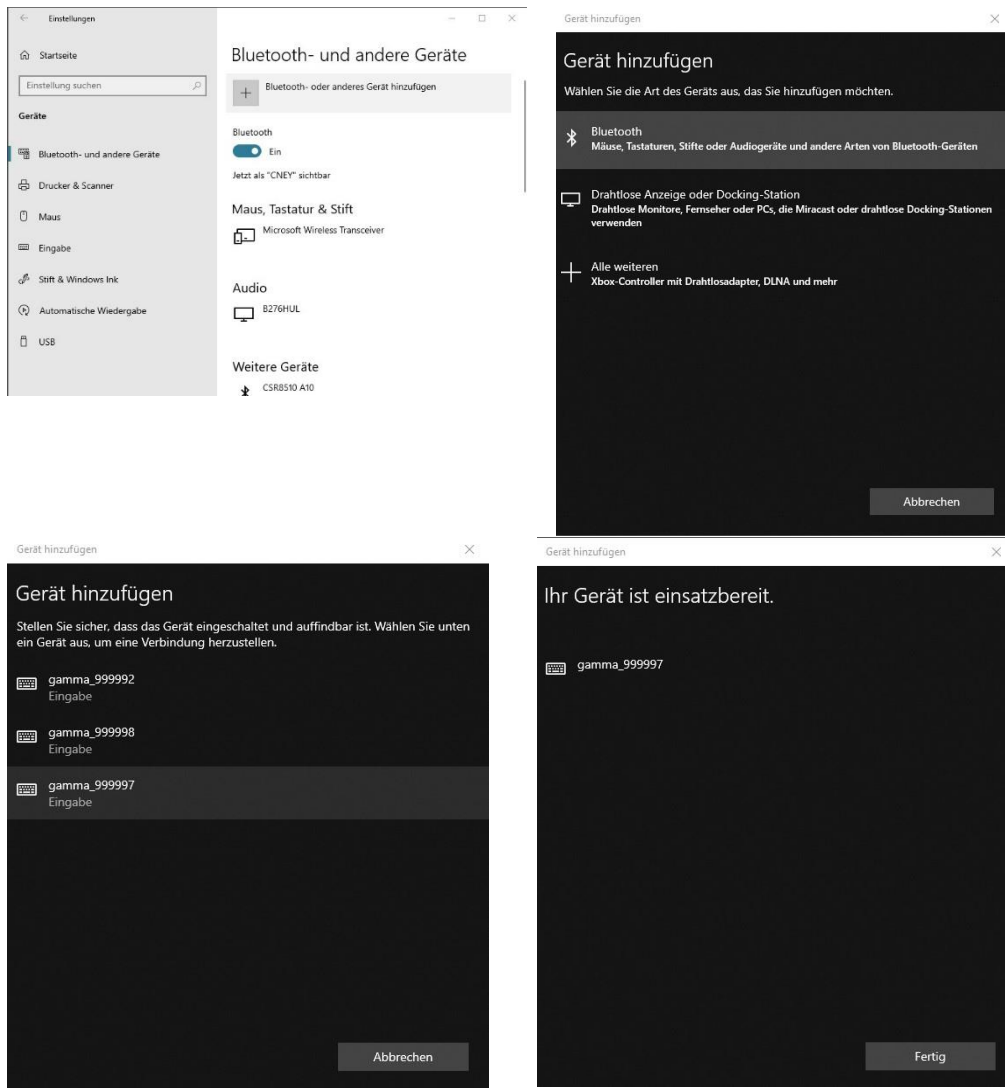 Einstellungen
Startseite
Einstellung suchen
Geräte
Bluetooth- und andere Geräte
Drucker & Scanner
Maus
Eingabe
Stift & Windows Ink
Automatische Wiedergabe
USB
Bluetooth- und andere Geräte
Bluetooth- oder anderes Gerät hinzufügen
Bluetooth
Ein
Jetzt als "CNEY" sichtbar
Maus, Tastatur & Stift
Microsoft Wireless Transceiver
Audio
B276HUL
Weitere Geräte
CSR8510 A10
Gerät hinzufügen
Gerät hinzufügen
Wählen Sie die Art des Geräts aus, das Sie hinzufügen möchten.
Bluetooth
Mäuse, Tastaturen, Stifte oder Audiogeräte und andere Arten von Bluetooth-Geräten
Drahtlose Anzeige oder Docking-Station
Drahtlose Monitore, Fernseher oder PCs, die Miracast oder drahtlose Docking-Stationen
verwenden
Alle weiteren
Xbox-Controller mit Drahtlosadapter, DLNA und mehr
Abbrechen
Gerät hinzufügen
Gerät hinzufügen
Stellen Sie sicher, dass das Gerät eingeschaltet und auffindbar ist. Wählen Sie unten
ein Gerät aus, um eine Verbindung herzustellen.
gamma_999992
Eingabe
gamma_999998
Eingabe
gamma_999997
Eingabe
Abbrechen
Gerät hinzufügen
Ihr Gerät ist einsatzbereit.
gamma_999997
Fertig